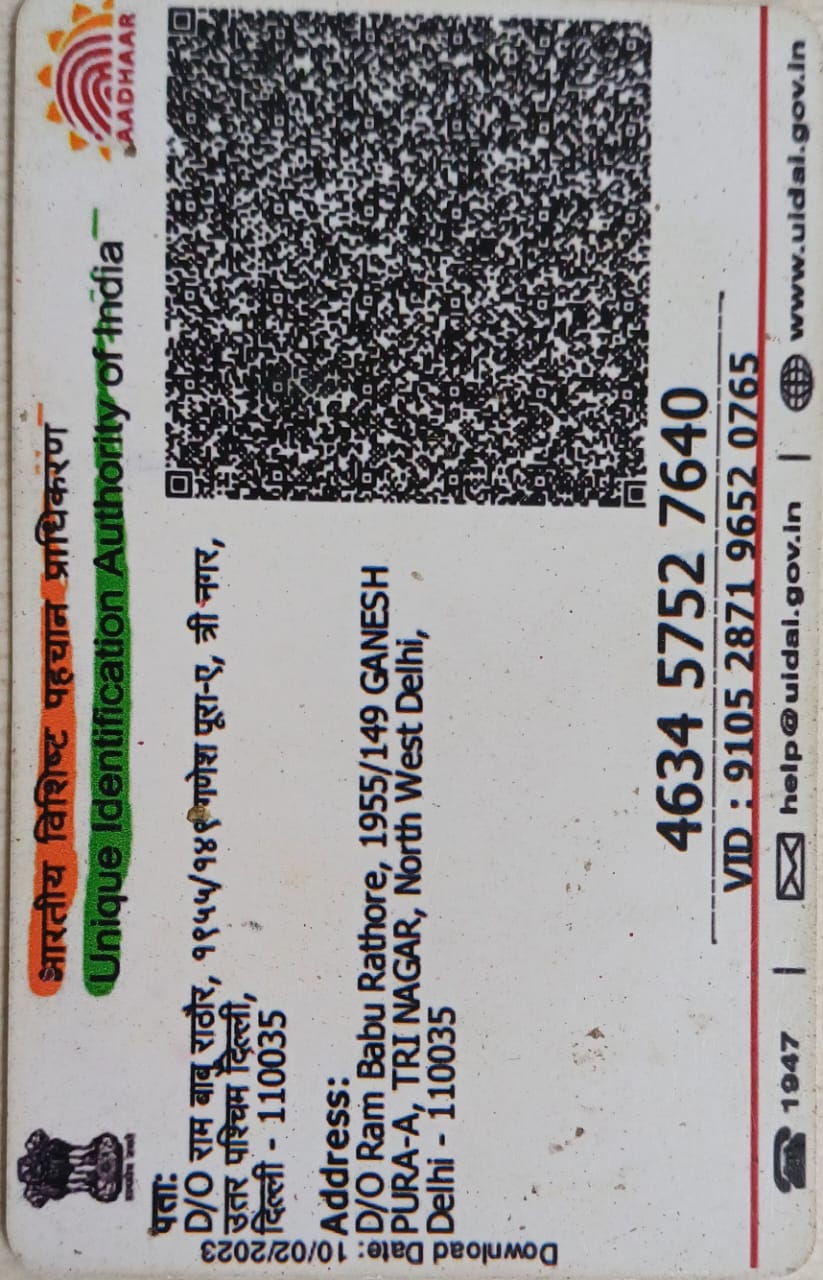 भारतीय विशिष्ट पहचान प्राधिकरण
Unique Identification Authority of India
AADHAAR
पता:
D/O राम बाबू राठौर, १९५५/१४९ गणेश पूरा-ए, त्री नगर,
उत्तर पश्चिम दिल्ली,
दिल्ली - 110035
Address:
D/O Ram Babu Rathore, 1955/149 GANESH
PURA-A, TRI NAGAR, North West Delhi,
Delhi - 110035
Download Date: 10/02/2023
4634 5752 7640
VID : 9105 2871 9652 0765
1947 | help@uidai.gov.in | www.uidai.gov.in